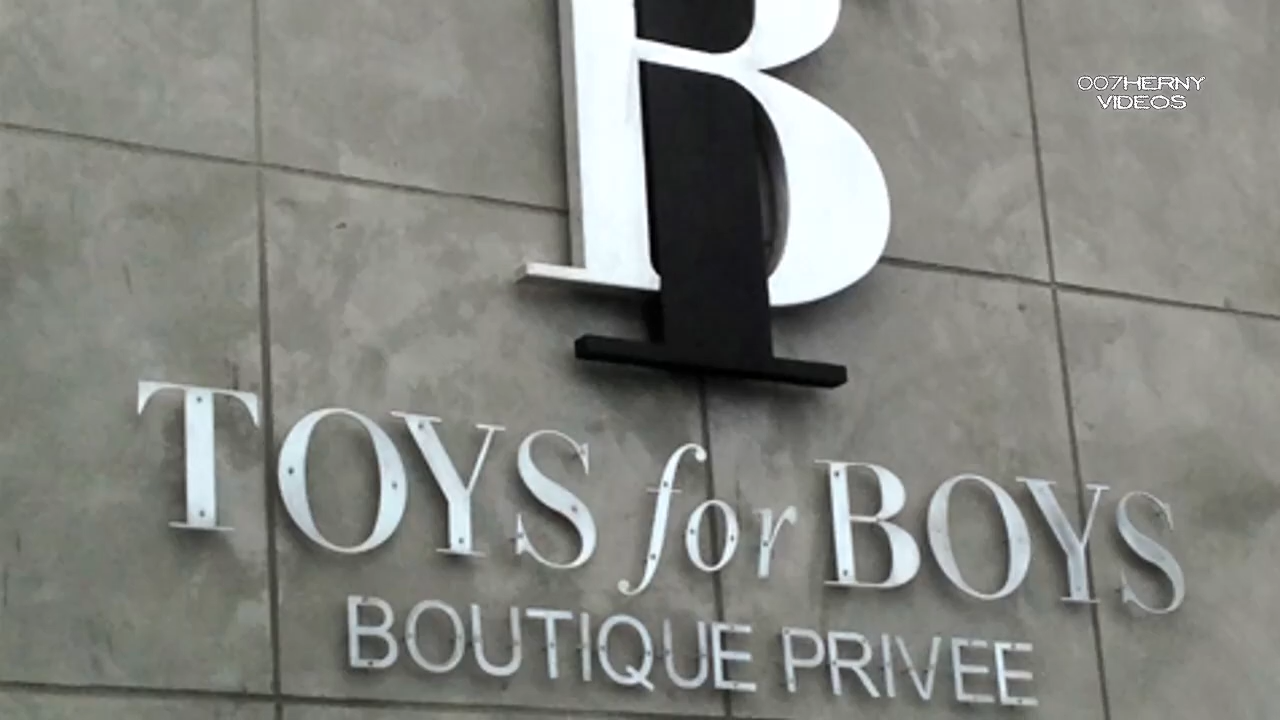 007HERNY
VIDEOS
B
TOYS for BOYS
BOUTIQUE PRIVEE